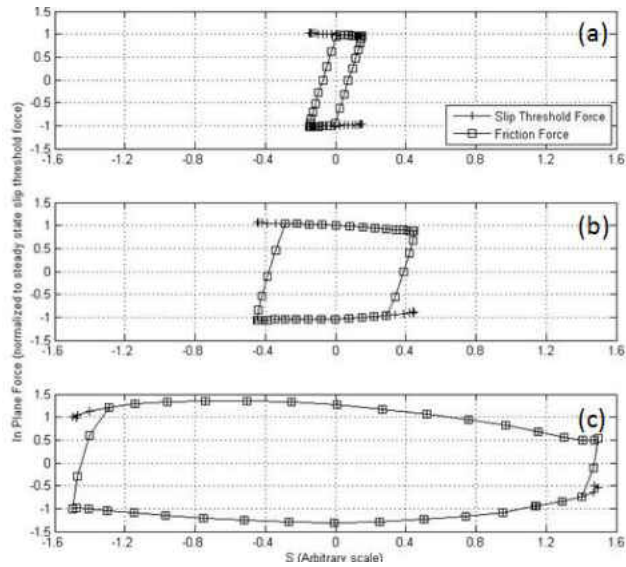 1.5
(a)
1
0.5
0
-0.5
-1
-1.5
Slip Threshold Force
Friction Force
-1.6 -1.2 -0.8 -0.4 0 0.4 0.8 1.2 1.6
In Plane Force (normalized to steady state slip threshold force)
1.5
(b)
1
0.5
0
-0.5
-1
-1.5
-1.6 -1.2 -0.8 -0.4 0 0.4 0.8 1.2 1.6
1.5
(c)
1
0.5
0
-0.5
-1
-1.5
-1.6 -1.2 -0.8 -0.4 0 0.4 0.8 1.2 1.6
S (Arbitrary scale)